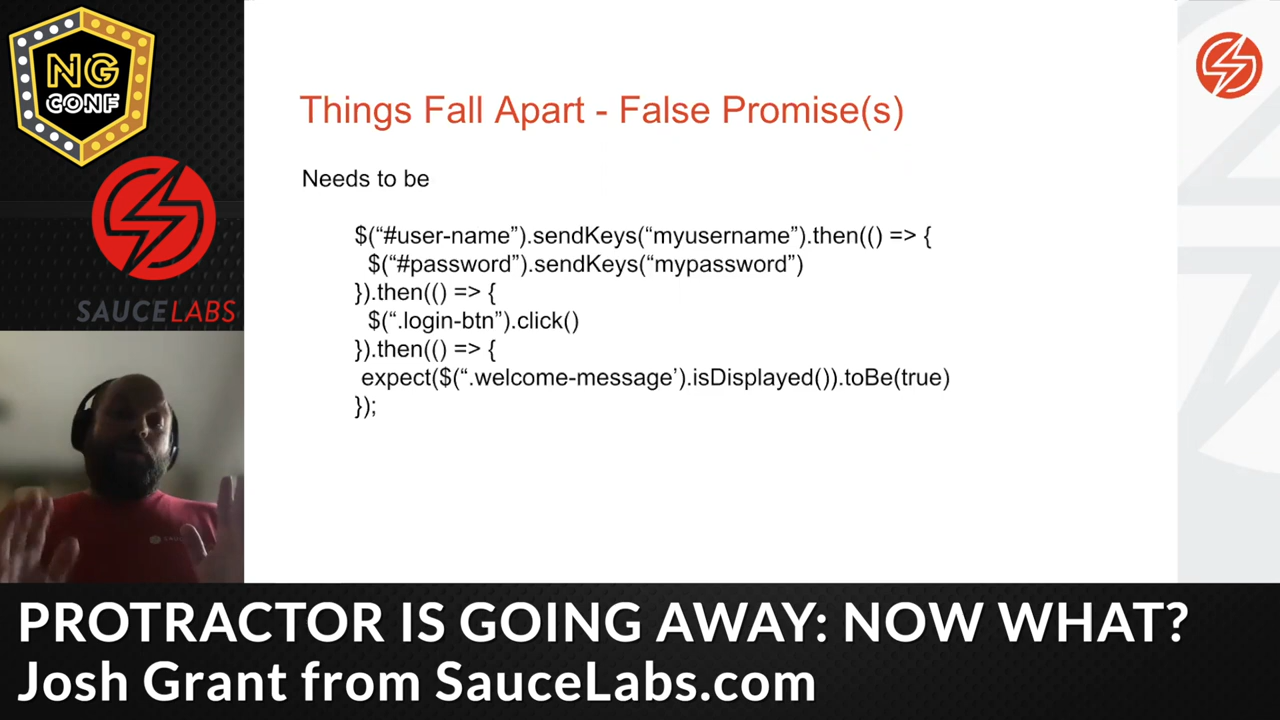 NG
CONF
SAUCELABS
Things Fall Apart - False Promise(s)
Needs to be
$(“#user-name”).sendKeys(“myusername”).then(() => {
$(“#password”).sendKeys(“mypassword”)
}).then(() => {
$(“.login-btn”).click()
}).then(() => {
expect($(“.welcome-message’).isDisplayed()).toBe(true)
});
PROTRACTOR IS GOING AWAY: NOW WHAT?
Josh Grant from SauceLabs.com